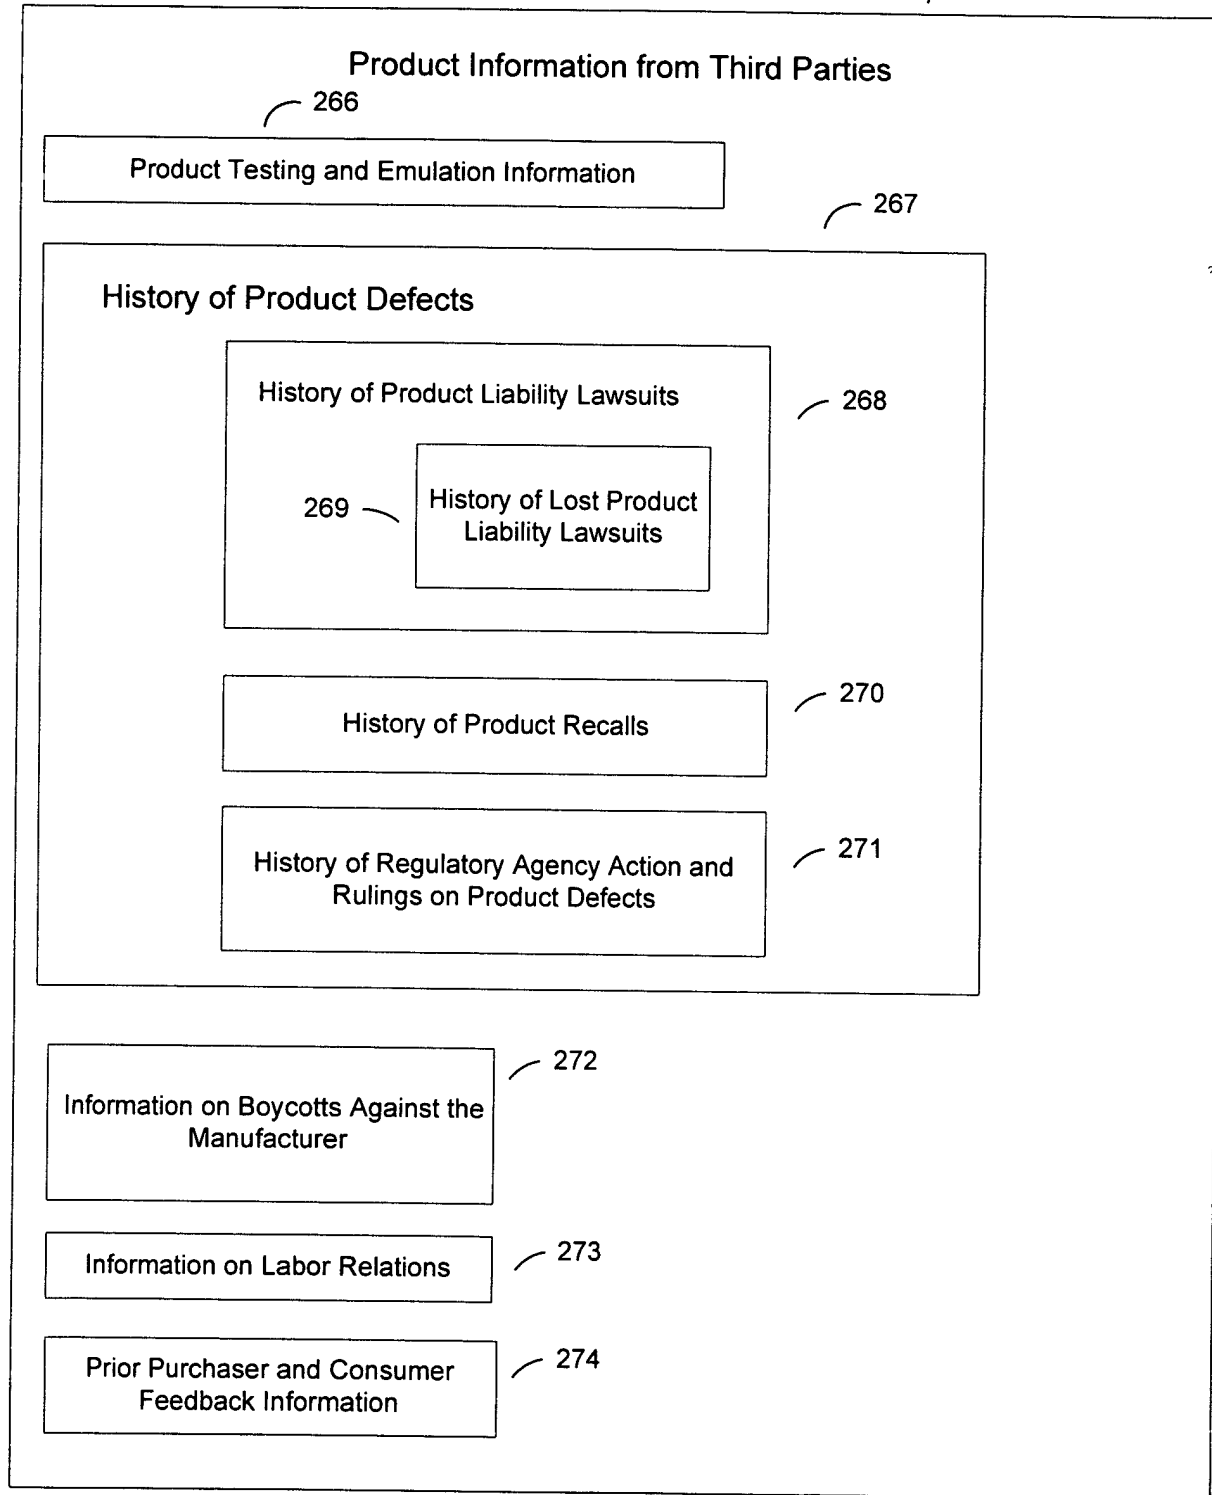 Product Information from Third Parties
266
Product Testing and Emulation Information
267
History of Product Defects
History of Product Liability Lawsuits
268
269
History of Lost Product
Liability Lawsuits
270
History of Product Recalls
271
History of Regulatory Agency Action and
Rulings on Product Defects
272
Information on Boycotts Against the
Manufacturer
273
Information on Labor Relations
274
Prior Purchaser and Consumer
Feedback Information